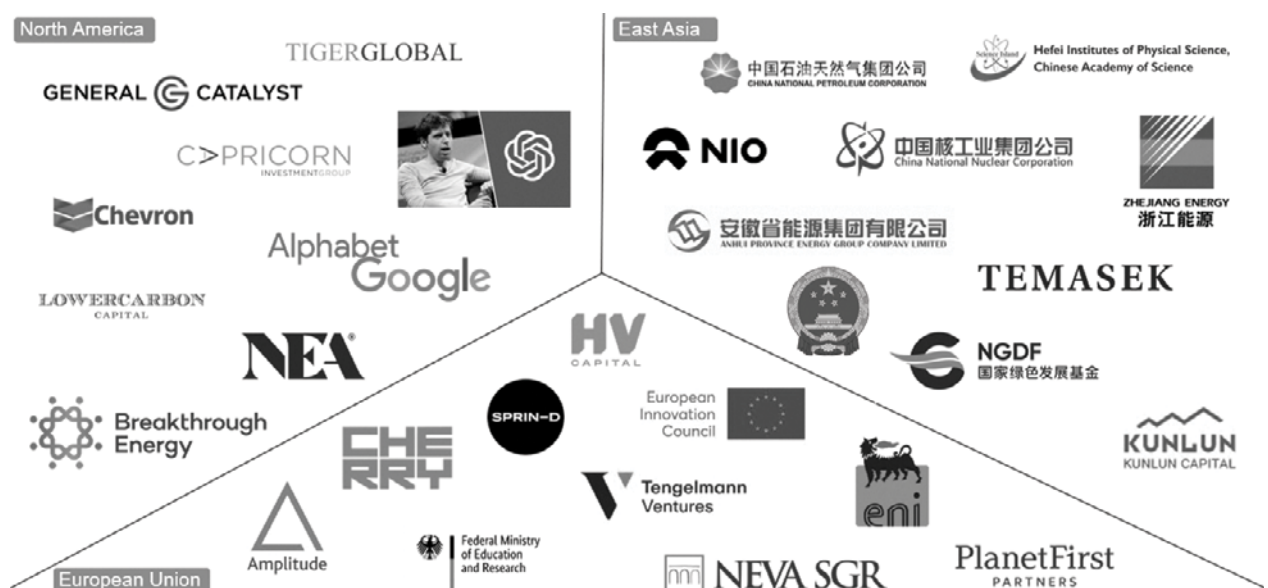 North America
TIGERGLOBAL
GENERAL CATALYST
CAPRICORN
INVESTMENTGROUP
Chevron
Alphabet
Google
LOWERCARBON
CAPITAL
NEA®
Breakthrough
Energy
East Asia
中国石油天然气集团公司
CHINA NATIONAL PETROLEUM CORPORATION
Science Island
Hefei Institutes of Physical Science,
Chinese Academy of Science
NIO
中国核工业集团公司
China National Nuclear Corporation
ZHEJIANG ENERGY
浙江能源
安徽省能源集团有限公司
ANHUI PROVINCE ENERGY GROUP COMPANY LIMITED
TEMASEK
NGDF
国家绿色发展基金
KUNLUN
KUNLUN CAPITAL
HV
CAPITAL
SPRIN–D
European
Innovation
Council
CHE
RRY
Tengelmann
Ventures
eni
Amplitude
Federal Ministry
of Education
and Research
NEVA SGR
PlanetFirst
PARTNERS
European Union